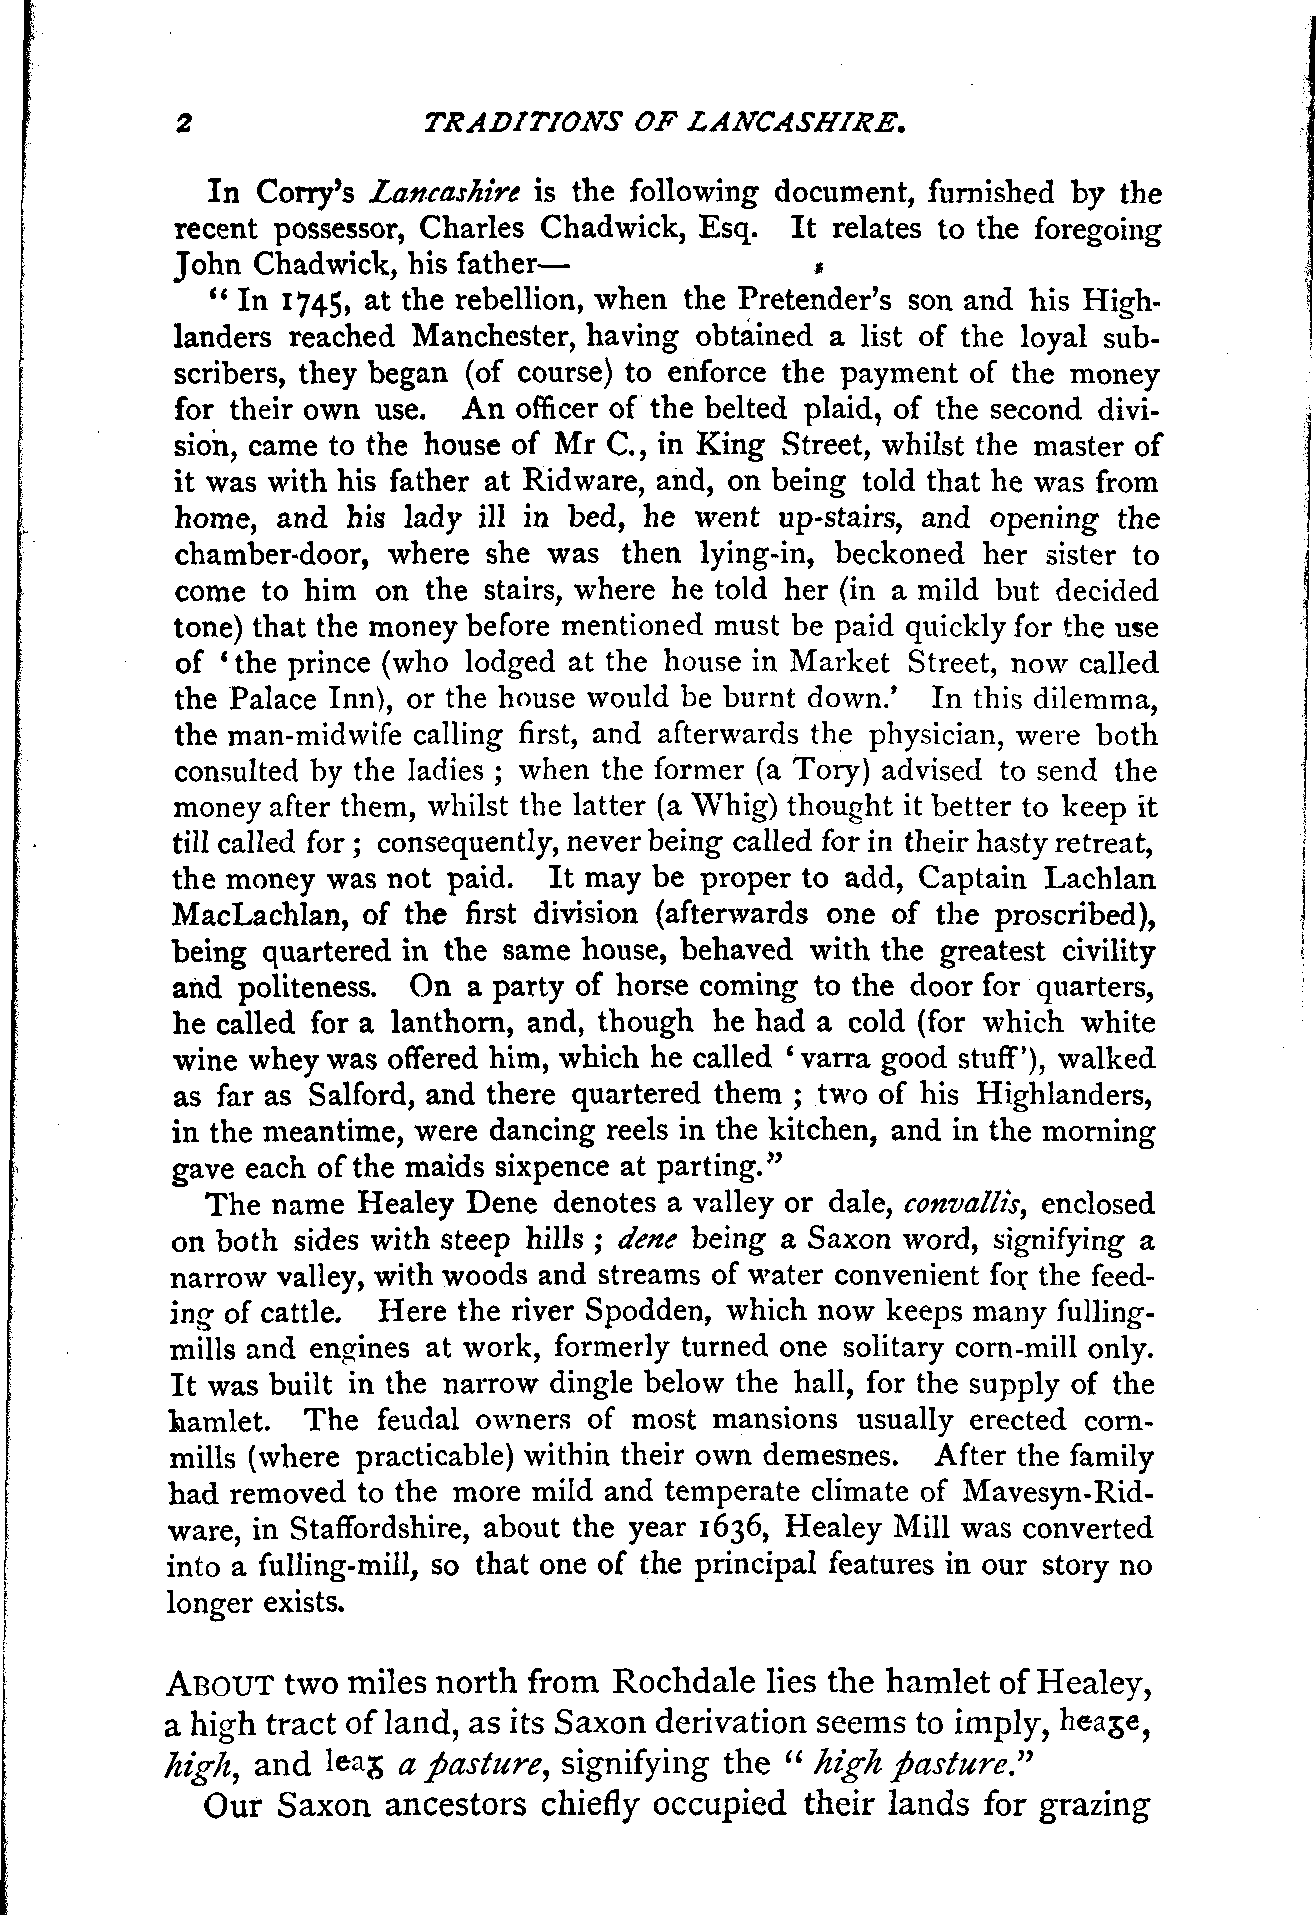 2 TRADITIONS OF LANCASHIRE.
In Corry's Lancashire is the following document, furnished by the
recent possessor, Charles Chadwick, Esq. It relates to the foregoing
John Chadwick, his father—
“ In 1745, at the rebellion, when the Pretender's son and his High-
landers reached Manchester, having obtained a list of the loyal sub-
scribers, they began (of course) to enforce the payment of the money
for their own use. An officer of the belted plaid, of the second divi-
sion, came to the house of Mr C., in King Street, whilst the master of
it was with his father at Ridware, and, on being told that he was from
home, and his lady ill in bed, he went up-stairs, and opening the
chamber-door, where she was then lying-in, beckoned her sister to
come to him on the stairs, where he told her (in a mild but decided
tone) that the money before mentioned must be paid quickly for the use
of ‘the prince (who lodged at the house in Market Street, now called
the Palace Inn), or the house would be burnt down.’ In this dilemma,
the man-midwife calling first, and afterwards the physician, were both
consulted by the ladies ; when the former (a Tory) advised to send the
money after them, whilst the latter (a Whig) thought it better to keep it
till called for ; consequently, never being called for in their hasty retreat,
the money was not paid. It may be proper to add, Captain Lachlan
MacLachlan, of the first division (afterwards one of the proscribed),
being quartered in the same house, behaved with the greatest civility
and politeness. On a party of horse coming to the door for quarters,
he called for a lanthorn, and, though he had a cold (for which white
wine whey was offered him, which he called ‘varra good stuff’), walked
as far as Salford, and there quartered them ; two of his Highlanders,
in the meantime, were dancing reels in the kitchen, and in the morning
gave each of the maids sixpence at parting.”
The name Healey Dene denotes a valley or dale, convallis, enclosed
on both sides with steep hills ; dene being a Saxon word, signifying a
narrow valley, with woods and streams of water convenient for the feed-
ing of cattle. Here the river Spodden, which now keeps many fulling-
mills and engines at work, formerly turned one solitary corn-mill only.
It was built in the narrow dingle below the hall, for the supply of the
hamlet. The feudal owners of most mansions usually erected corn-
mills (where practicable) within their own demesnes. After the family
had removed to the more mild and temperate climate of Mavesyn-Rid-
ware, in Staffordshire, about the year 1636, Healey Mill was converted
into a fulling-mill, so that one of the principal features in our story no
longer exists.
ABOUT two miles north from Rochdale lies the hamlet of Healey,
a high tract of land, as its Saxon derivation seems to imply, heaᵹe,
high, and leaᵹ a pasture, signifying the “ high pasture.”
Our Saxon ancestors chiefly occupied their lands for grazing